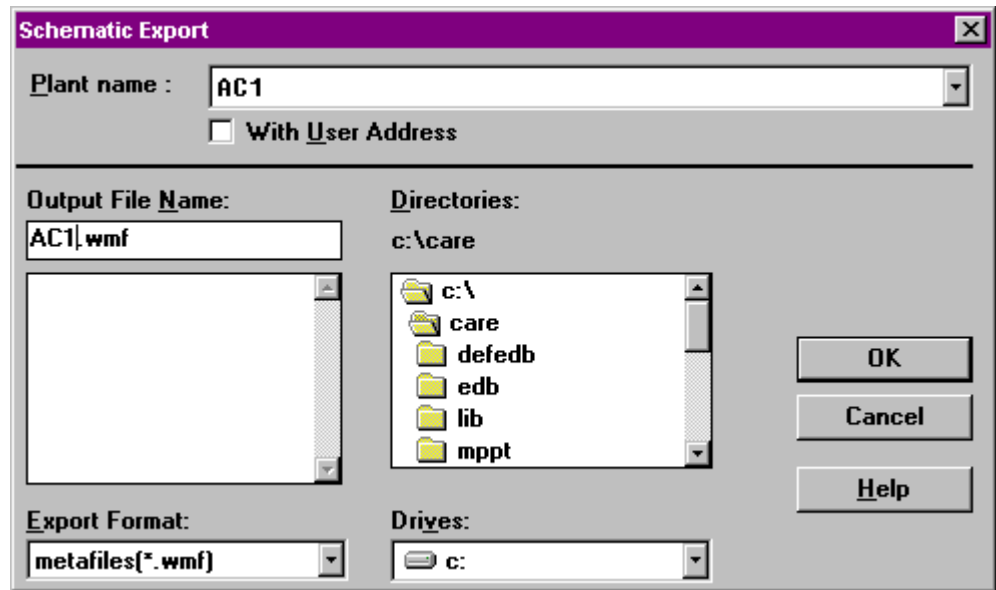 Schematic Export
Plant name :
AC1
With User Address
Output File Name:
AC1.wmf
Directories:
c:\care
c:\
care
defedb
edb
lib
mppt
OK
Cancel
Help
Export Format:
metafiles(*.wmf)
Drives:
c: